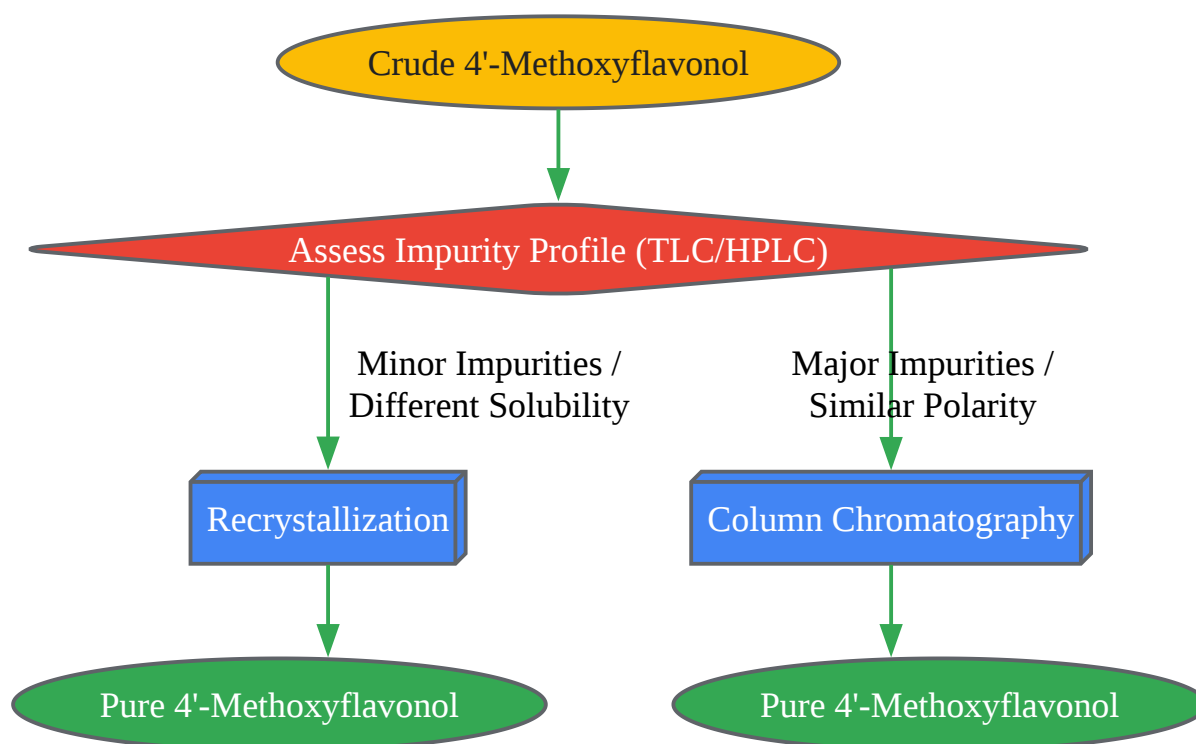 Crude 4'-Methoxyflavonol
Assess Impurity Profile (TLC/HPLC)
Minor Impurities /
Different Solubility
Major Impurities /
Similar Polarity
Recrystallization
Column Chromatography
Pure 4'-Methoxyflavonol
Pure 4'-Methoxyflavonol